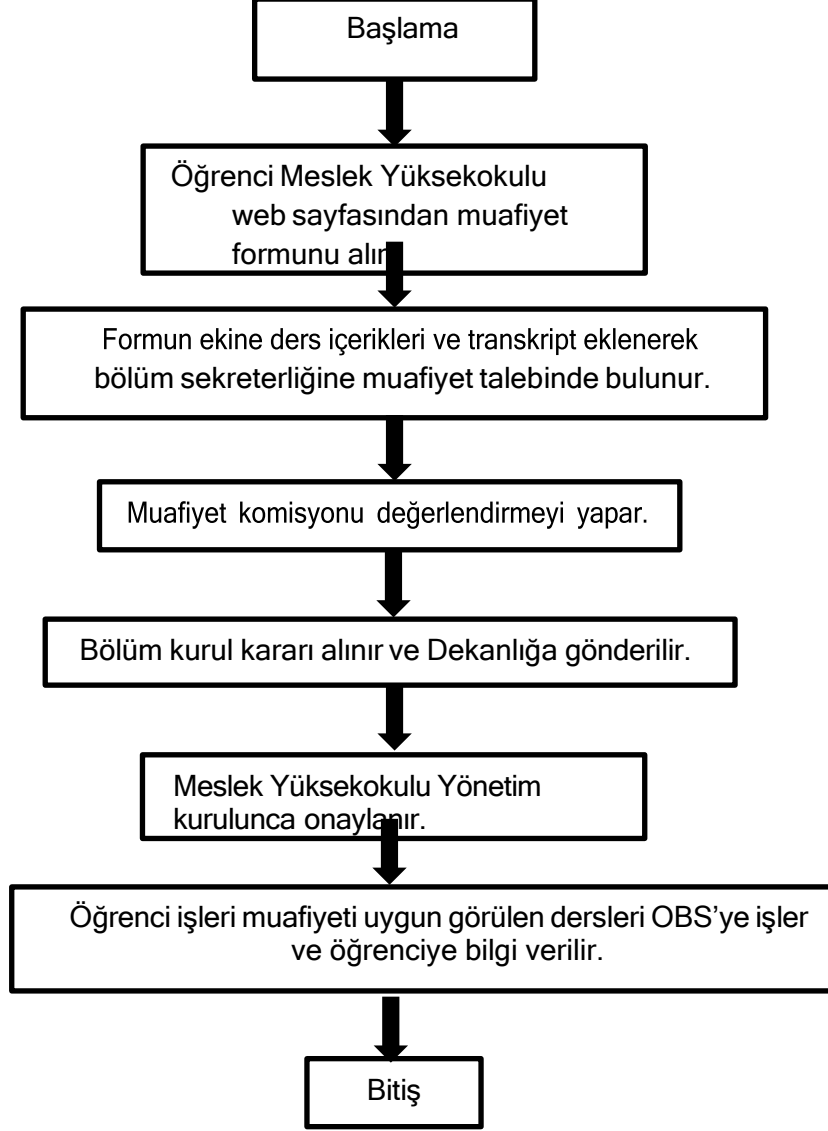 Başlama
Öğrenci Meslek Yüksekokulu
web sayfasından muafiyet
formunu alır
Formun ekine ders içerikleri ve transkript eklenerek
bölüm sekreterliğine muafiyet talebinde bulunur.
Muafiyet komisyonu değerlendirmeyi yapar.
Bölüm kurul kararı alınır ve Dekanlığa gönderilir.
Meslek Yüksekokulu Yönetim
kurulunca onaylanır.
Öğrenci işleri muafiyeti uygun görülen dersleri OBS’ye işler
ve öğrenciye bilgi verilir.
Bitiş